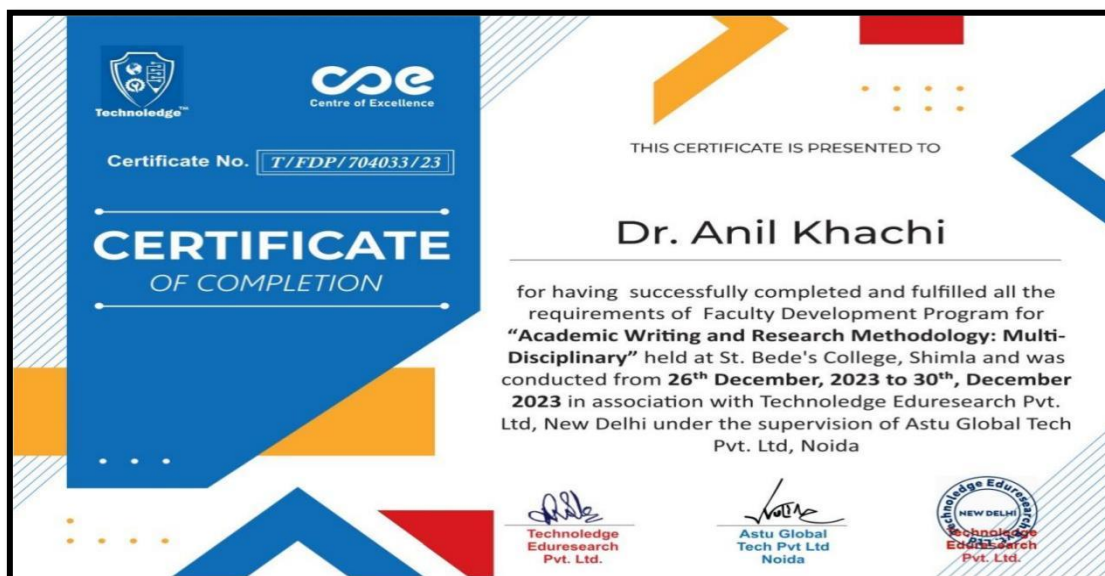 Technoledge™
coe
Centre of Excellence
Certificate No. T/FDP/704033/23
CERTIFICATE
OF COMPLETION
THIS CERTIFICATE IS PRESENTED TO
Dr. Anil Khachi
for having successfully completed and fulfilled all the
requirements of Faculty Development Program for
“Academic Writing and Research Methodology: Multi-
Disciplinary” held at St. Bede's College, Shimla and was
conducted from 26th December, 2023 to 30th, December
2023 in association with Technoledge Eduresearch Pvt.
Ltd, New Delhi under the supervision of Astu Global Tech
Pvt. Ltd, Noida
Technoledge
Eduresearch
Pvt. Ltd.
Astu Global
Tech Pvt Ltd
Noida
Technoledge Eduresearch
NEW DELHI
Technoledge
Eduresearch
Pvt. Ltd.